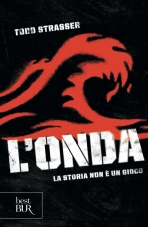 TODD STRASSER
L'ONDA
LA STORIA NON È UN GIOCO
best
BUR